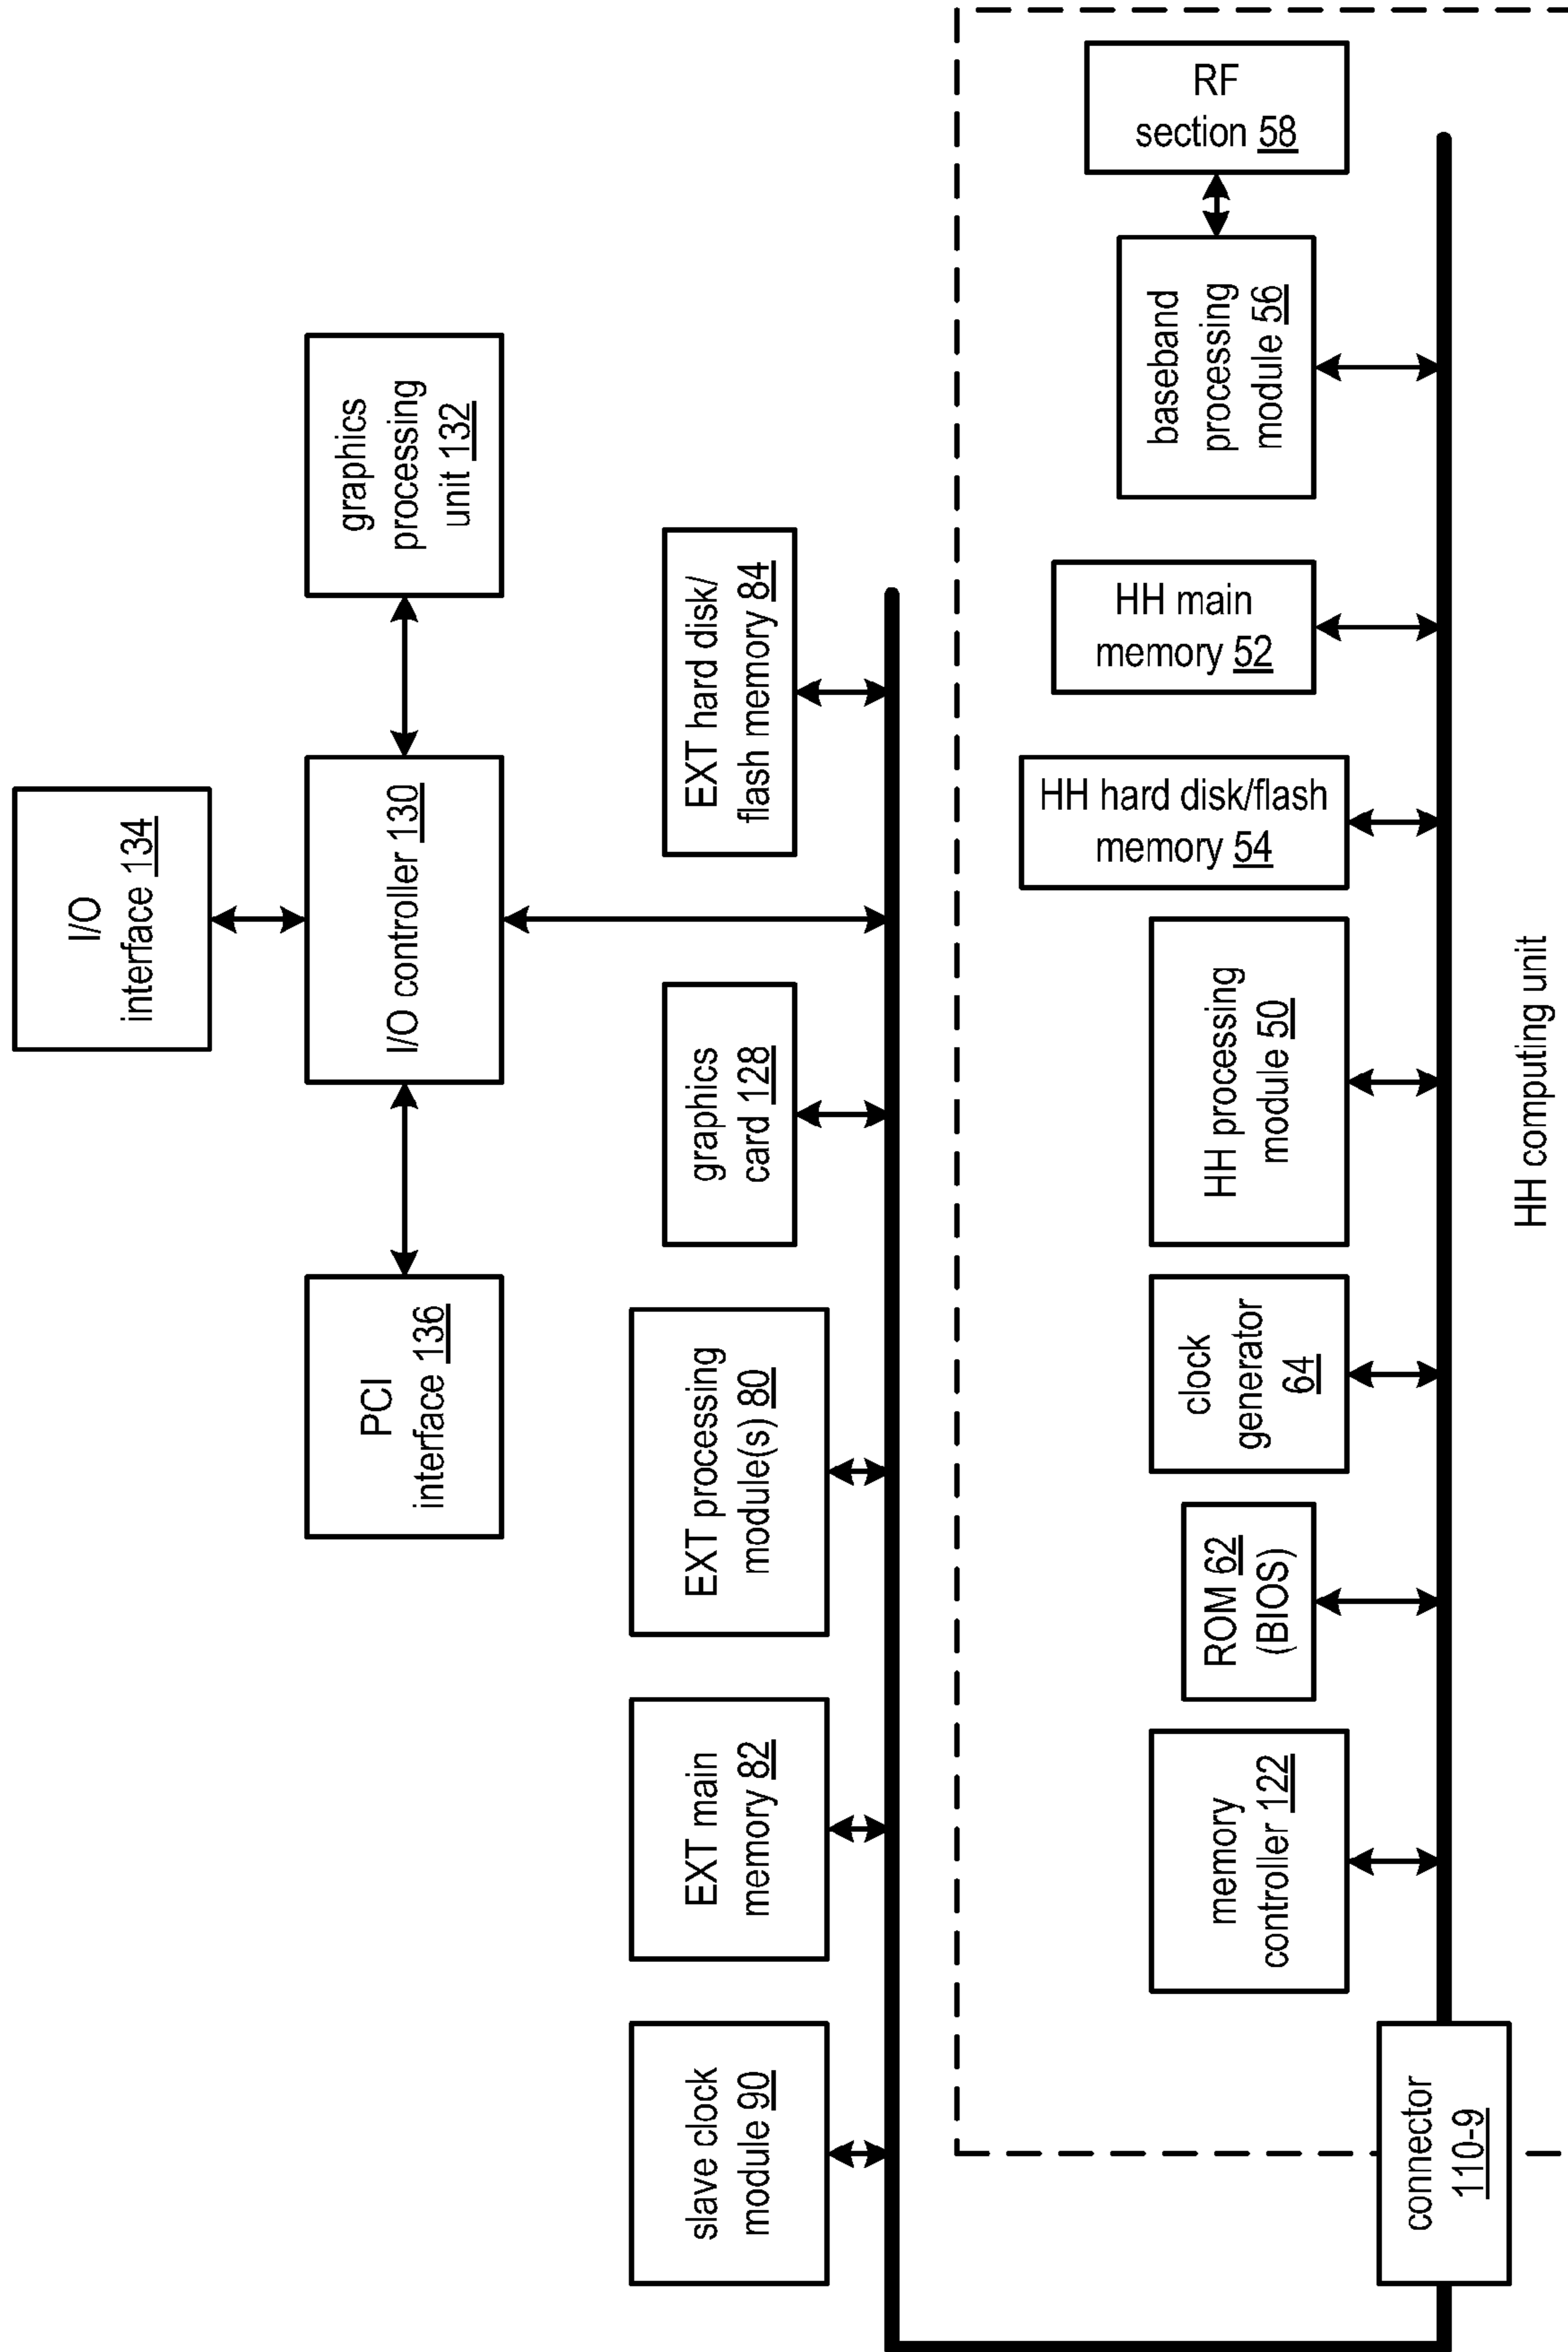 I/O
interface 134
PCI
interface 136
I/O controller 130
graphics
processing
unit 132
slave clock
module 90
EXT main
memory 82
EXT processing
module(s) 80
graphics
card 128
EXT hard disk/
flash memory 84
connector
110-9
memory
controller 122
ROM 62
(BIOS)
clock
generator
64
HH processing
module 50
HH hard disk/flash
memory 54
HH main
memory 52
baseband
processing
module 56
RF
section 58
HH computing unit